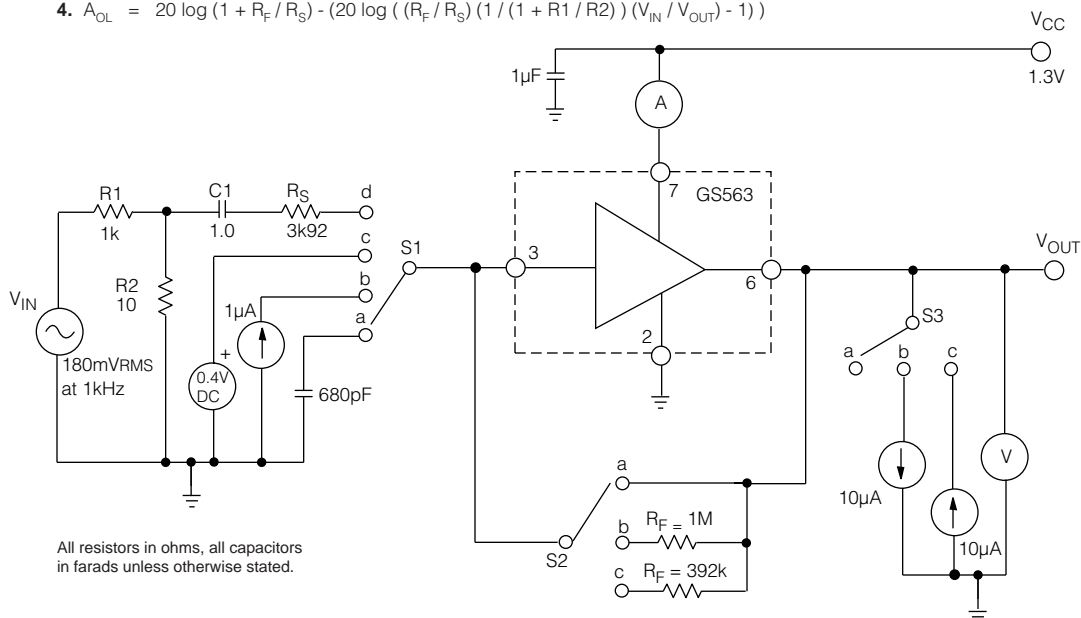 4. A_OL = 20 log (1 + R_F / R_S) - (20 log ( (R_F / R_S) (1 / (1 + R1 / R2) ) (V_IN / V_OUT) - 1) )
V_CC
1µF
1.3V
A
7
GS563
R1
C1
R_S
d
1k
1.0
3k92
c
S1
3
V_OUT
R2
10
b
6
V_IN
1µA
a
S3
180mVRMS
at 1kHz
+
0.4V
DC
680pF
2
a
b
c
V
10µA
10µA
a
b
R_F = 1M
S2
c
R_F = 392k
All resistors in ohms, all capacitors
in farads unless otherwise stated.